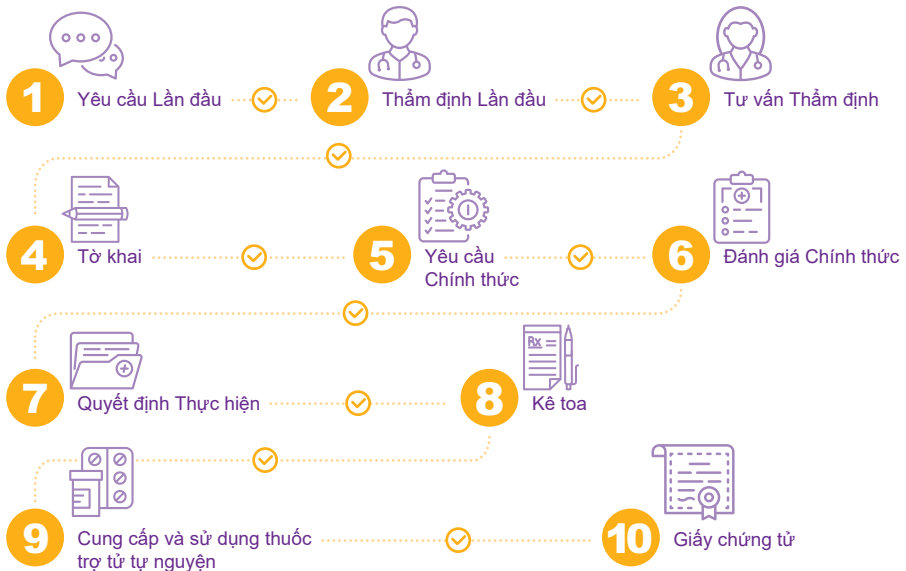 1 Yêu cầu Lần đầu
2 Thẩm định Lần đầu
3 Tư vấn Thẩm định
4 Tờ khai
5 Yêu cầu
Chính thức
6 Đánh giá Chính thức
7 Quyết định Thực hiện
Rx
8 Kê toa
9 Cung cấp và sử dụng thuốc
trợ tử tự nguyện
10 Giấy chứng tử